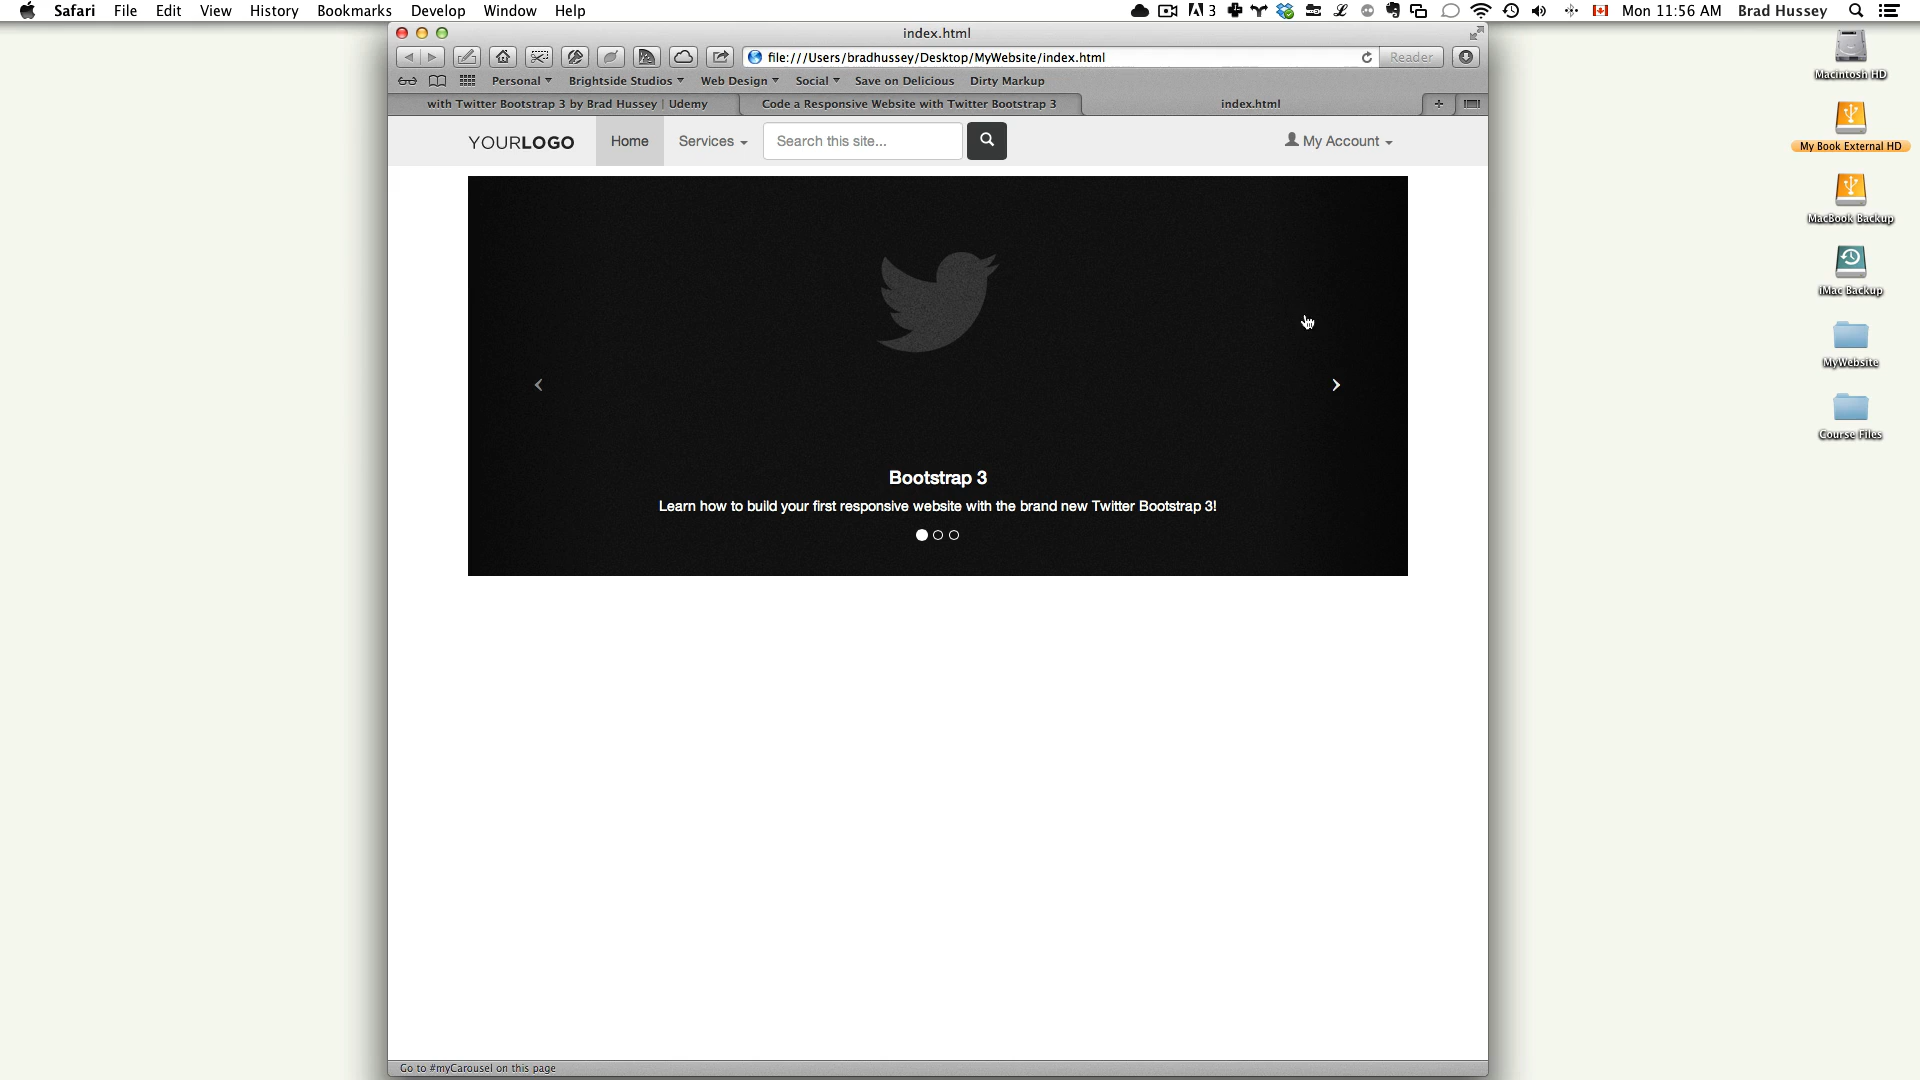 Safari File Edit View History Bookmarks Develop Window Help 3 Mon 11:56 AM Brad Hussey
index.html
file:///Users/bradhussey/Desktop/MyWebsite/index.html Reader
Personal Brightside Studios Web Design Social Save on Delicious Dirty Markup
with Twitter Bootstrap 3 by Brad Hussey | Udemy Code a Responsive Website with Twitter Bootstrap 3 index.html
YOURLOGO Home Services Search this site... My Account
Bootstrap 3
Learn how to build your first responsive website with the brand new Twitter Bootstrap 3!
Go to #myCarousel on this page
Macintosh HD
My Book External HD
MacBook Backup
iMac Backup
MyWebsite
Course Files